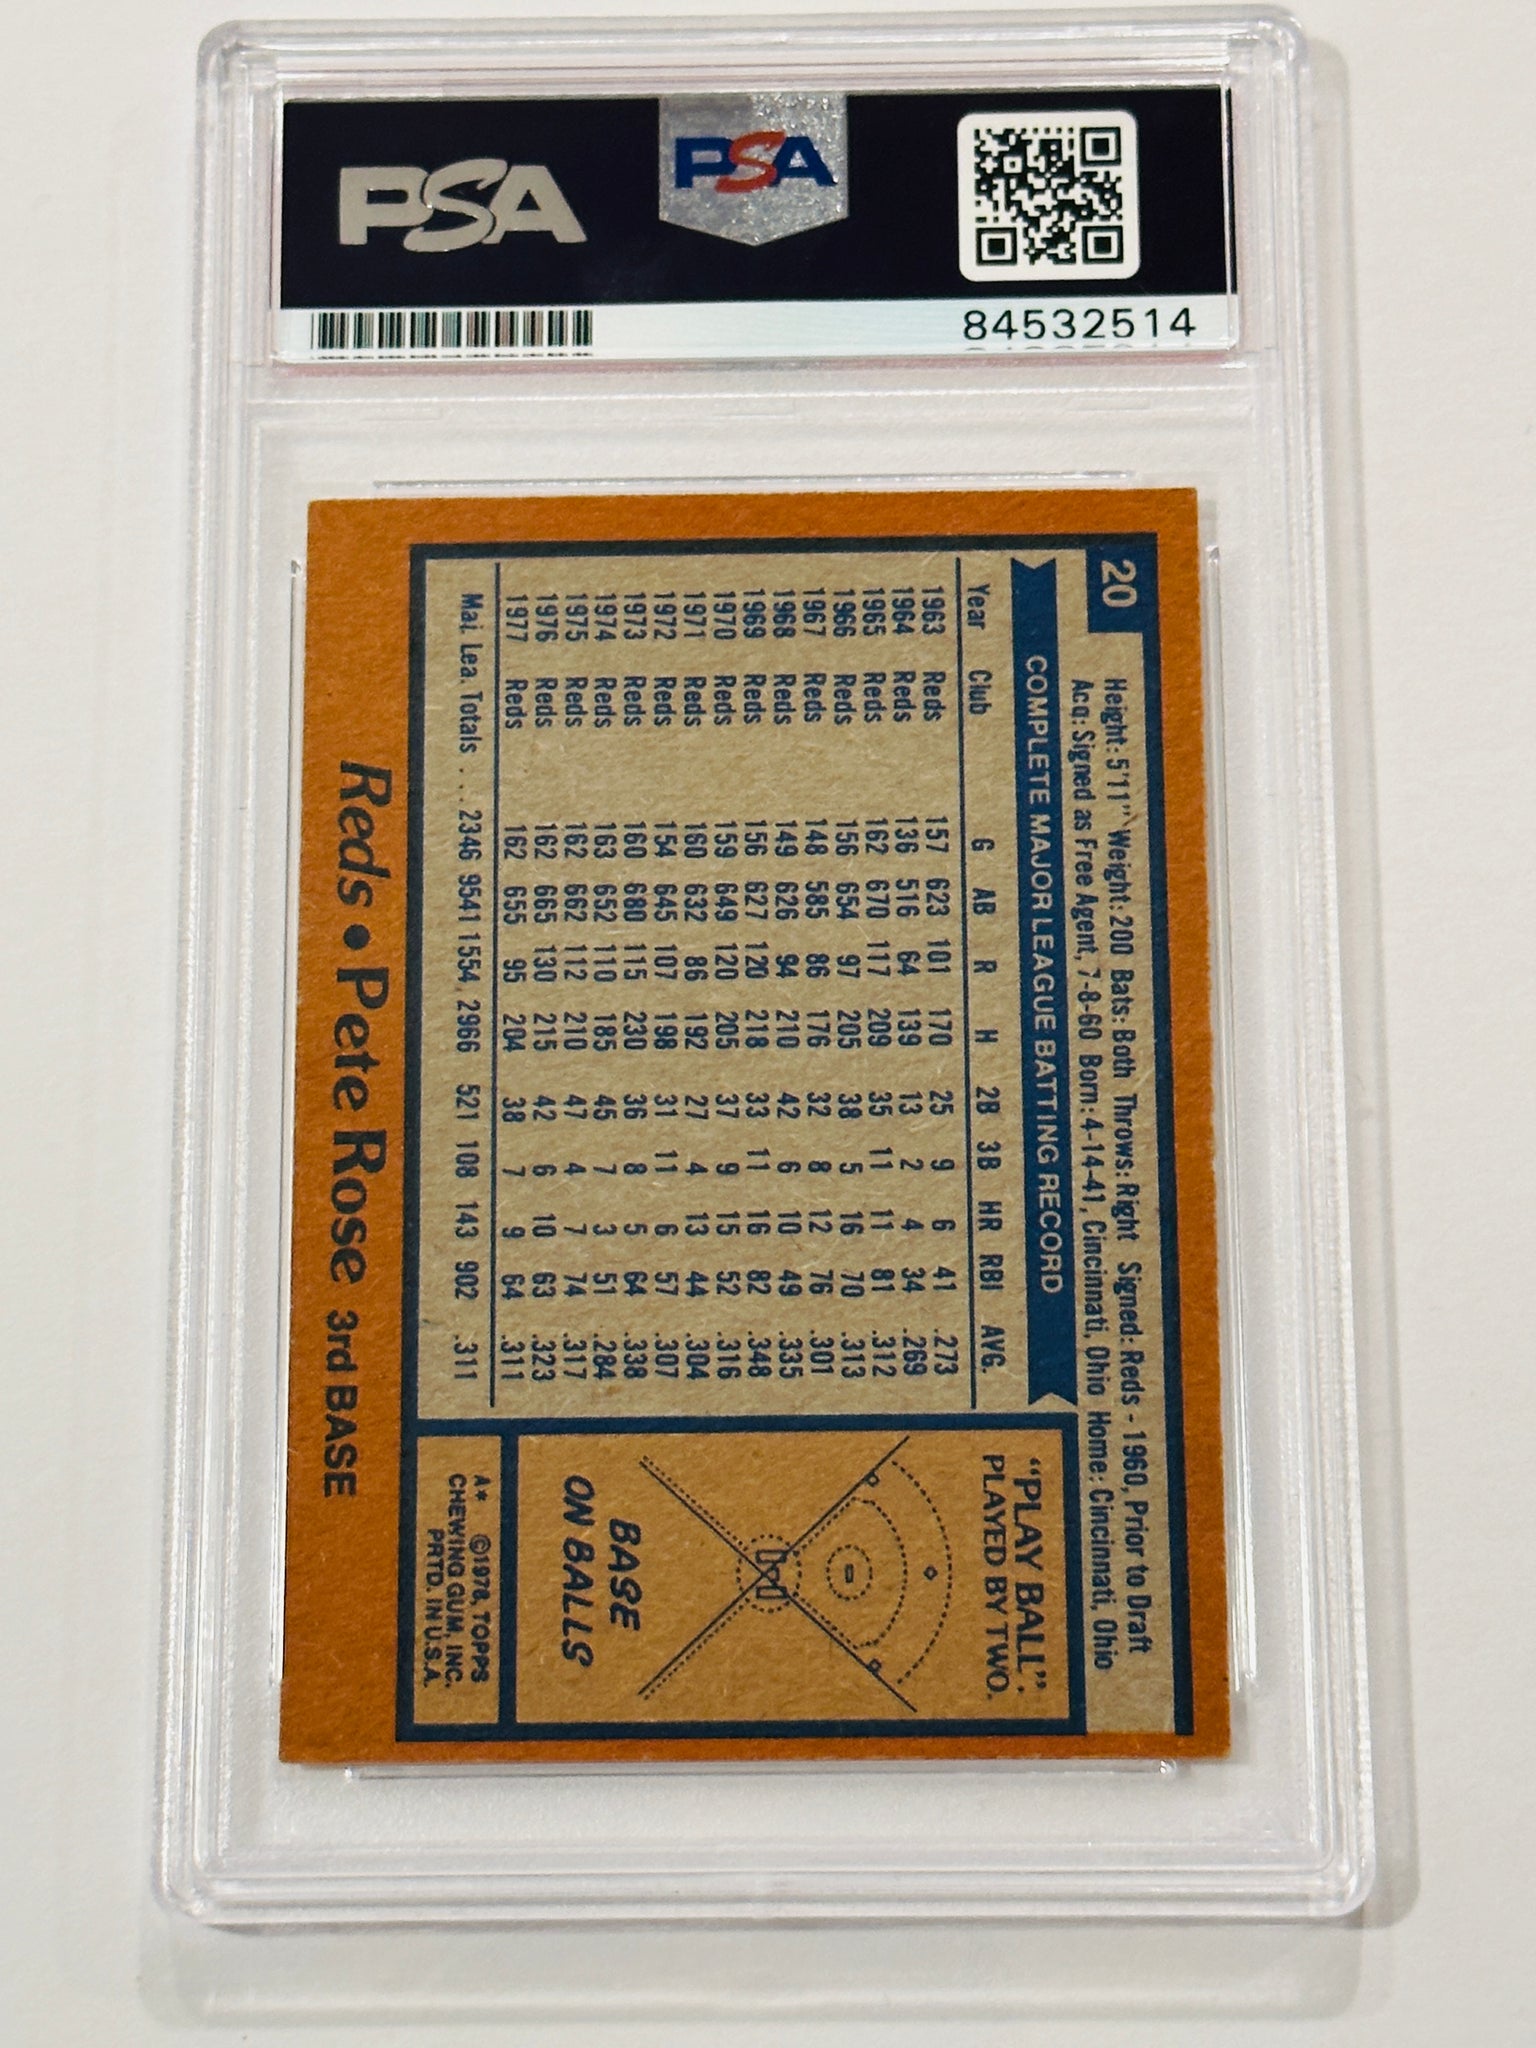 PSA
PSA
84532514
20
Height: 5'11" Weight: 200 Bats: Both Throws: Right Signed: Reds - 1960, Prior to Draft
Acq: Signed as Free Agent, 7-8-60 Born: 4-14-41, Cincinnati, Ohio Home: Cincinnati, Ohio
COMPLETE MAJOR LEAGUE BATTING RECORD
Year Club G AB R H 2B 3B HR RBI AVG.
1963 Reds 157 623 101 170 25 9 6 41 .273
1964 Reds 136 516 64 139 13 2 4 34 .269
1965 Reds 162 670 117 209 35 11 11 81 .312
1966 Reds 156 654 97 205 38 5 16 70 .313
1967 Reds 148 585 86 176 32 8 12 76 .301
1968 Reds 149 626 94 210 42 6 10 49 .335
1969 Reds 156 627 120 218 33 11 16 82 .348
1970 Reds 159 649 120 205 37 9 15 52 .316
1971 Reds 160 632 86 192 27 4 13 44 .304
1972 Reds 154 645 107 198 31 11 6 57 .307
1973 Reds 160 680 115 230 36 8 5 64 .338
1974 Reds 163 652 110 185 45 7 3 51 .284
1975 Reds 162 662 112 210 47 4 7 74 .317
1976 Reds 162 665 130 215 42 6 10 63 .323
1977 Reds 162 655 95 204 38 7 9 64 .311
Maj. Lea. Totals ... 2346 9541 1554 2966 521 108 143 902 .311
"PLAY BALL".
PLAYED BY TWO.
BASE
ON BALLS
A* ©1978, TOPPS
CHEWING GUM, INC.
PRTD. IN U.S.A.
Reds • Pete Rose 3rd BASE